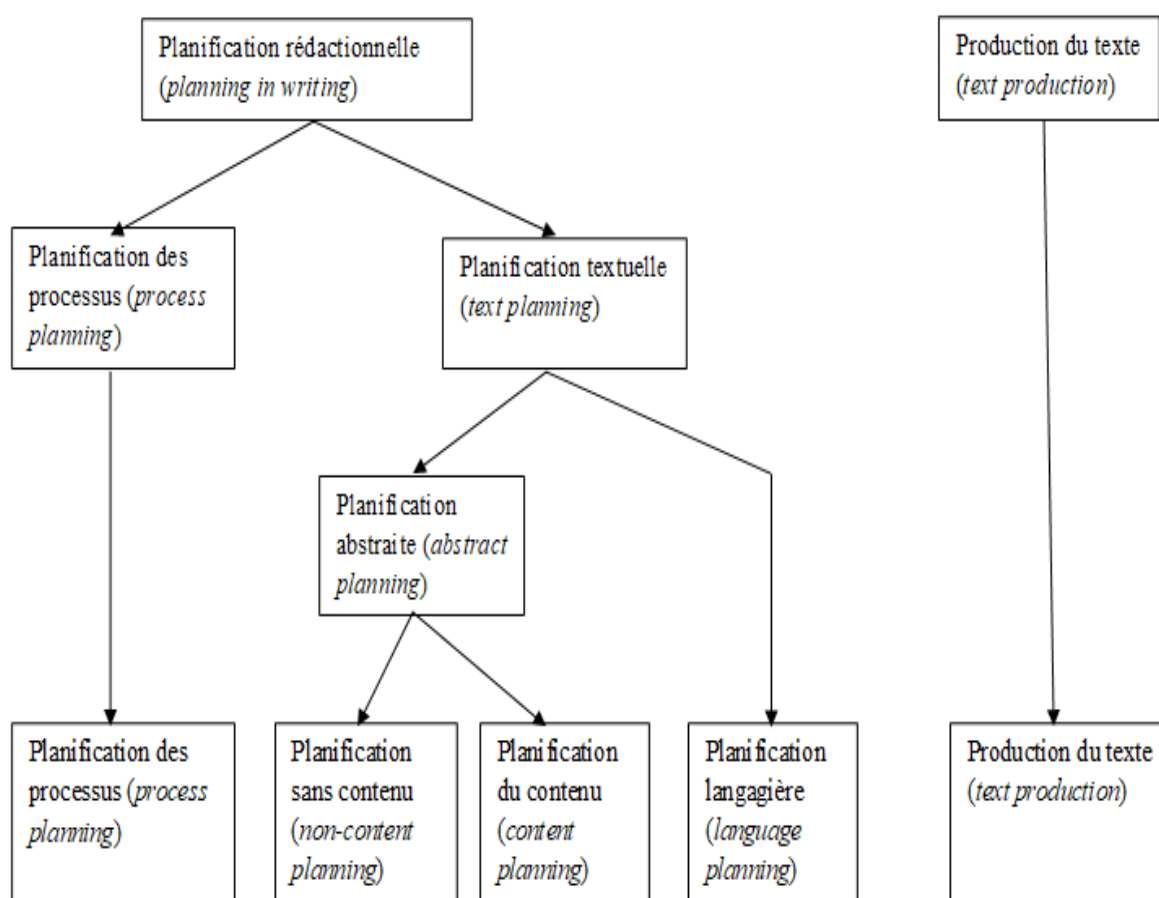 Planification rédactionnelle
(planning in writing)
Production du texte
(text production)
Planification des
processus (process
planning)
Planification textuelle
(text planning)
Planification
abstraite (abstract
planning)
Planification des
processus (process
planning)
Planification
sans contenu
(non-content
planning)
Planification
du contenu
(content
planning)
Planification
langagière
(language
planning)
Production du texte
(text production)